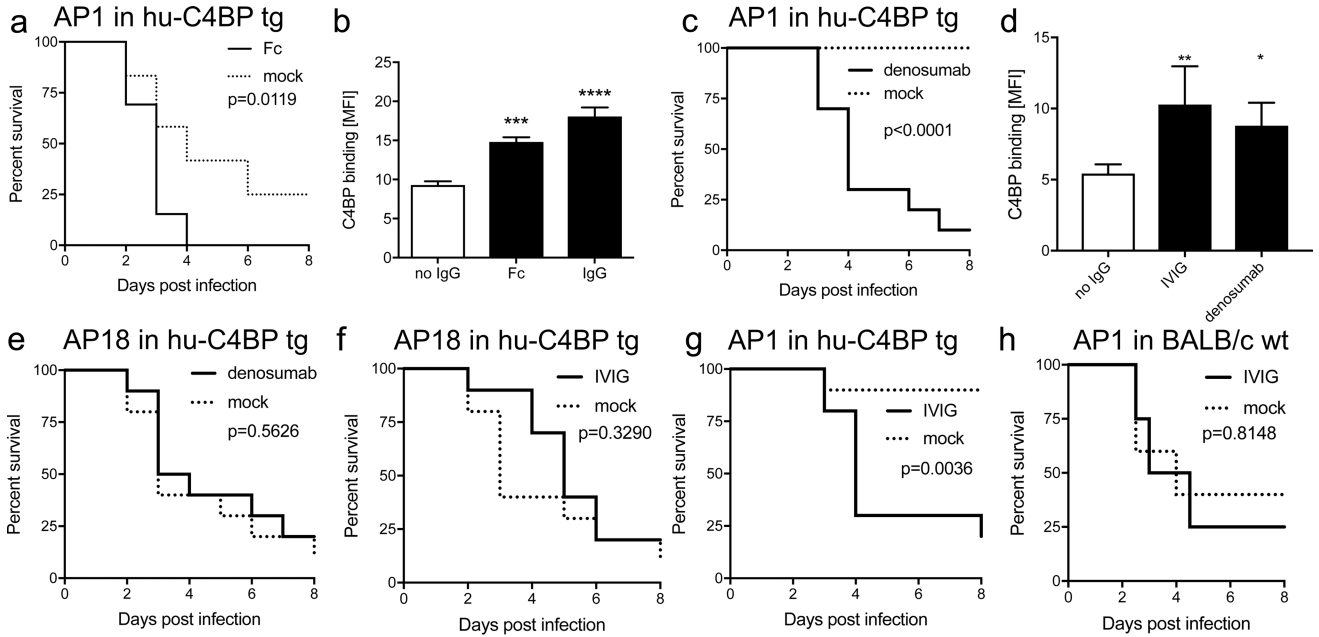 a
AP1 in hu-C4BP tg
Percent survival
100
75
50
25
0
Fc
mock
p=0.0119
0 2 4 6 8
Days post infection
b
C4BP binding [MFI]
25
20
15
10
5
0
***
****
no IgG Fc IgG
c
AP1 in hu-C4BP tg
Percent survival
100
75
50
25
0
denosumab
mock
p<0.0001
0 2 4 6 8
Days post infection
d
C4BP binding [MFI]
15
10
5
0
**
*
no IgG
IVIG
denosumab
e
AP18 in hu-C4BP tg
Percent survival
100
75
50
25
0
denosumab
mock
p=0.5626
0 2 4 6 8
Days post infection
f
AP18 in hu-C4BP tg
Percent survival
100
75
50
25
0
IVIG
mock
p=0.3290
0 2 4 6 8
Days post infection
g
AP1 in hu-C4BP tg
Percent survival
100
75
50
25
0
IVIG
mock
p=0.0036
0 2 4 6 8
Days post infection
h
AP1 in BALB/c wt
Percent survival
100
75
50
25
0
IVIG
mock
p=0.8148
0 2 4 6 8
Days post infection